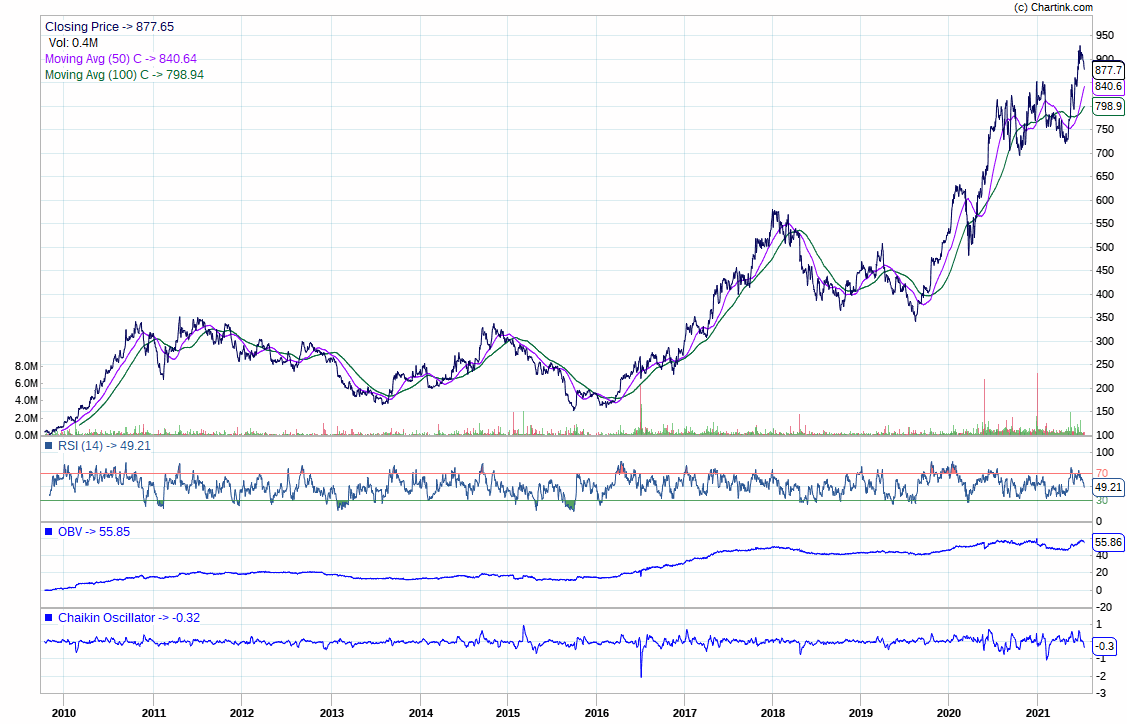 (c) Chartink.com
Closing Price -> 877.65
Vol: 0.4M
Moving Avg (50) C -> 840.64
Moving Avg (100) C -> 798.94
950
900
877.7
840.6
798.9
750
700
650
600
550
500
450
400
350
300
250
200
150
100
8.0M
6.0M
4.0M
2.0M
0.0M
RSI (14) -> 49.21
100
70
49.21
30
0
OBV -> 55.85
55.86
40
20
0
-20
Chaikin Oscillator -> -0.32
1
-0.3
-1
-2
-3
2010 2011 2012 2013 2014 2015 2016 2017 2018 2019 2020 2021